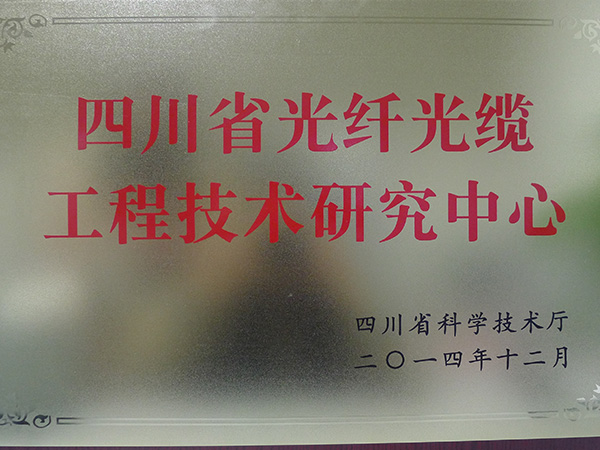 四川省光纤光缆
工程技术研究中心
四川省科学技术厅
二〇一四年十二月